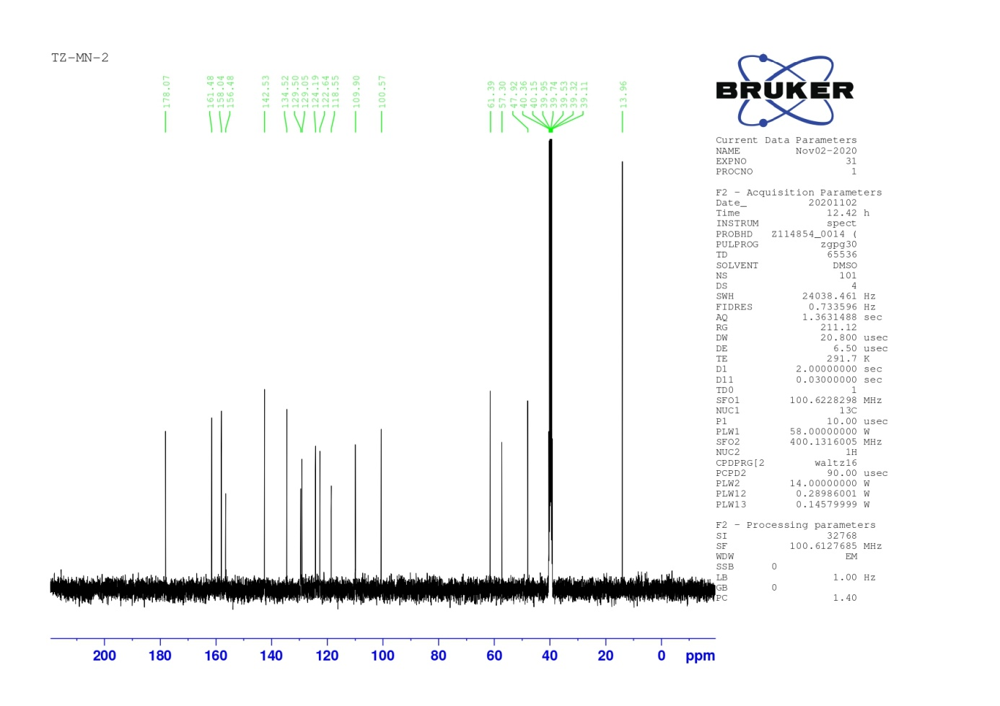 TZ-MN-2
178.07
161.48
158.04
156.48
142.53
134.52
129.50
129.05
124.19
122.64
118.55
109.90
100.57
61.39
57.30
47.92
40.36
40.15
39.95
39.74
39.53
39.32
39.11
13.96
BRUKER
Current Data Parameters
NAME Nov02-2020
EXPNO 31
PROCNO 1
F2 - Acquisition Parameters
Date_ 20201102
Time 12.42 h
INSTRUM spect
PROBHD Z114854_0014 (
PULPROG zgpg30
TD 65536
SOLVENT DMSO
NS 101
DS 4
SWH 24038.461 Hz
FIDRES 0.733596 Hz
AQ 1.3631488 sec
RG 211.12
DW 20.800 usec
DE 6.50 usec
TE 291.7 K
D1 2.00000000 sec
D11 0.03000000 sec
TD0 1
SFO1 100.6228298 MHz
NUC1 13C
P1 10.00 usec
PLW1 58.00000000 W
SFO2 400.1316005 MHz
NUC2 1H
CPDPRG[2 waltz16
PCPD2 90.00 usec
PLW2 14.00000000 W
PLW12 0.28986001 W
PLW13 0.14579999 W
F2 - Processing parameters
SI 32768
SF 100.6127685 MHz
WDW EM
SSB 0
LB 1.00 Hz
GB 0
PC 1.40
200 180 160 140 120 100 80 60 40 20 0 ppm